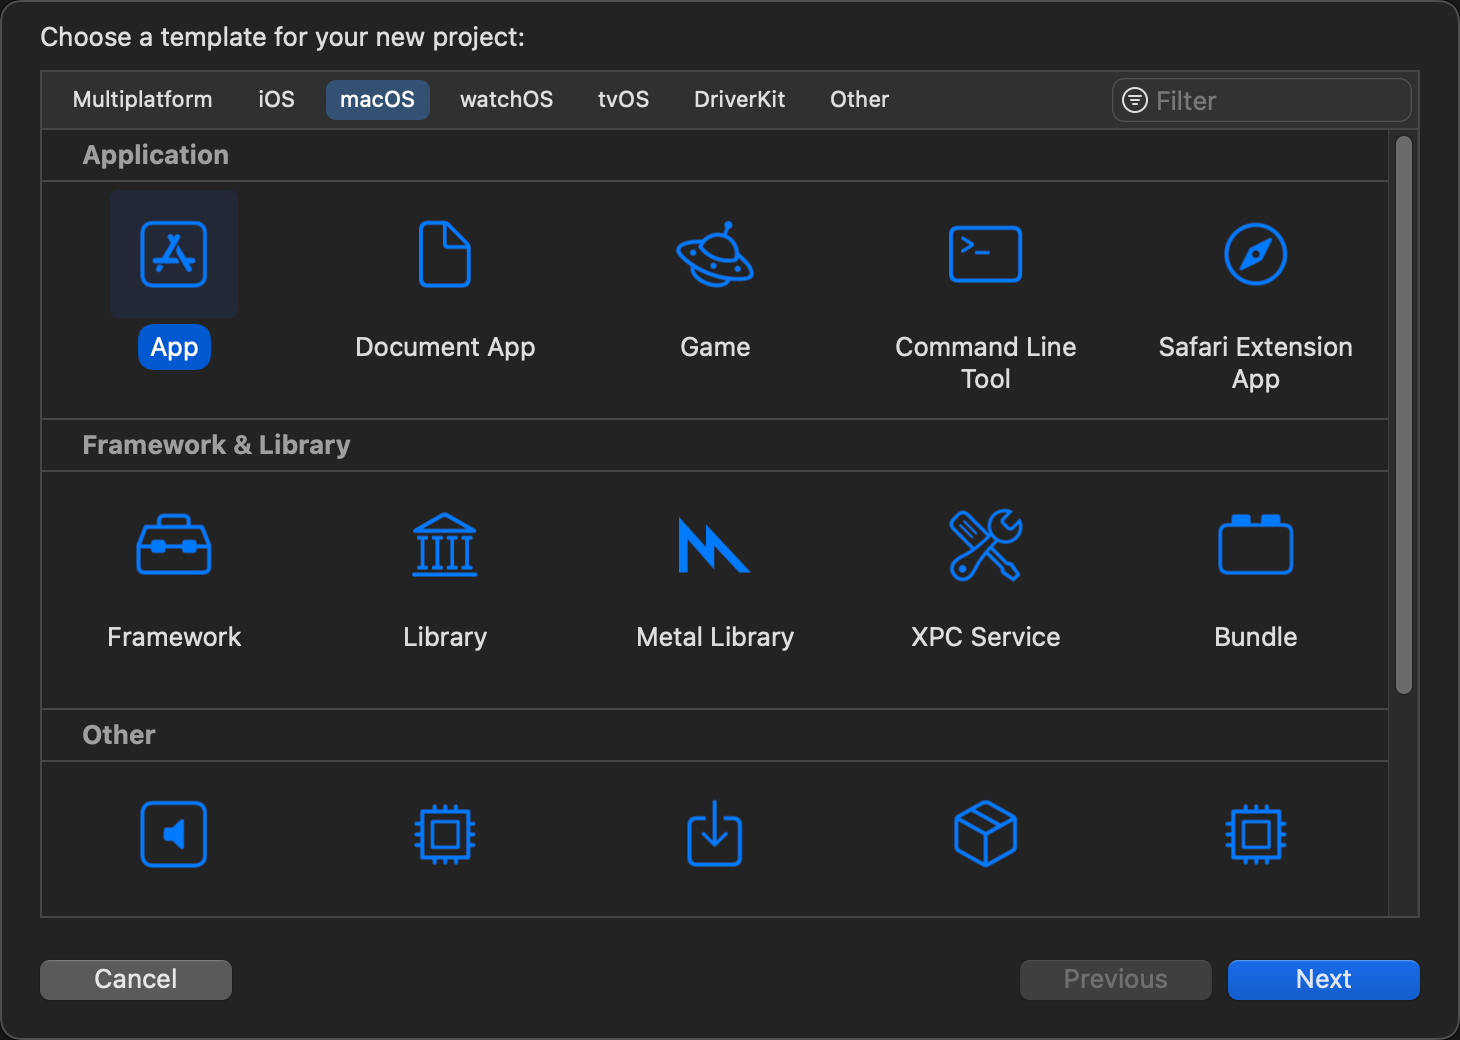 Choose a template for your new project:
Multiplatform iOS macOS watchOS tvOS DriverKit Other Filter
Application
App Document App Game Command Line Tool Safari Extension App
Framework & Library
Framework Library Metal Library XPC Service Bundle
Other
Cancel Previous Next